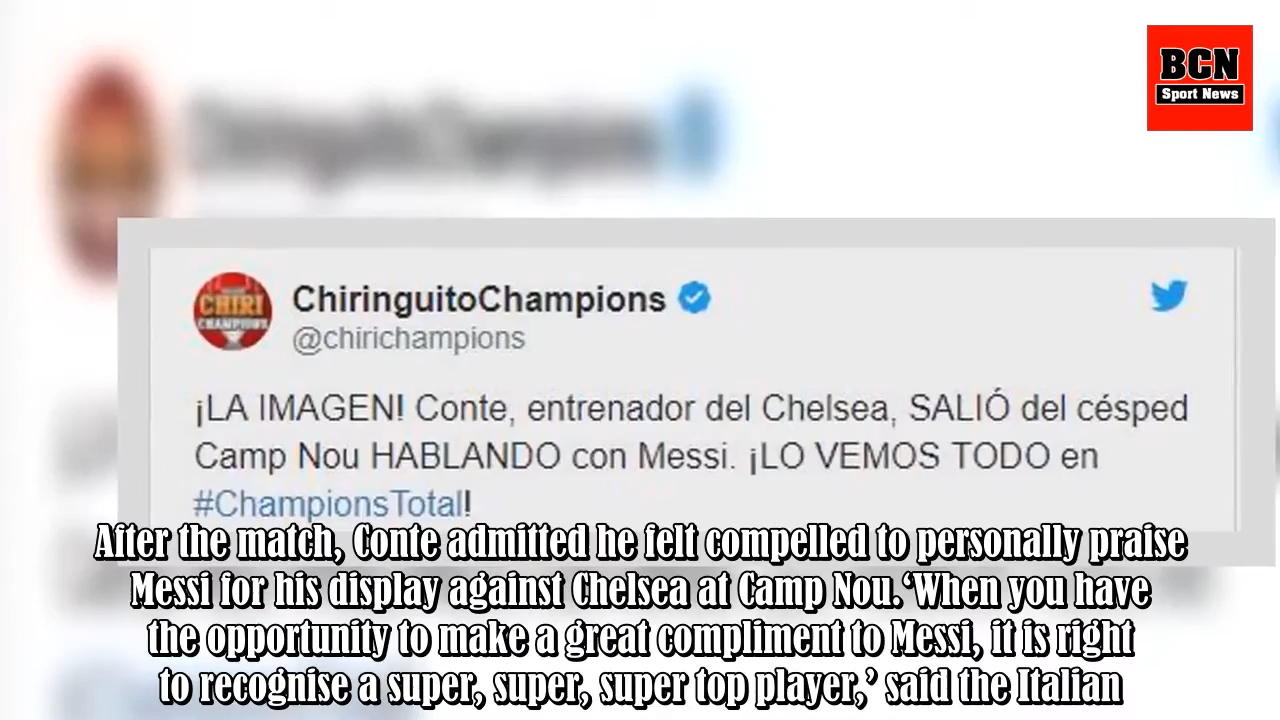 BCN
Sport News
ChiringuitoChampions
CHIRI
CHAMPIONS
ChiringuitoChampions
@chirichampions
¡LA IMAGEN! Conte, entrenador del Chelsea, SALIÓ del césped
Camp Nou HABLANDO con Messi. ¡LO VEMOS TODO en
#ChampionsTotal!
After the match, Conte admitted he felt compelled to personally praise
Messi for his display against Chelsea at Camp Nou.‘When you have
the opportunity to make a great compliment to Messi, it is right
to recognise a super, super, super top player,’ said the Italian